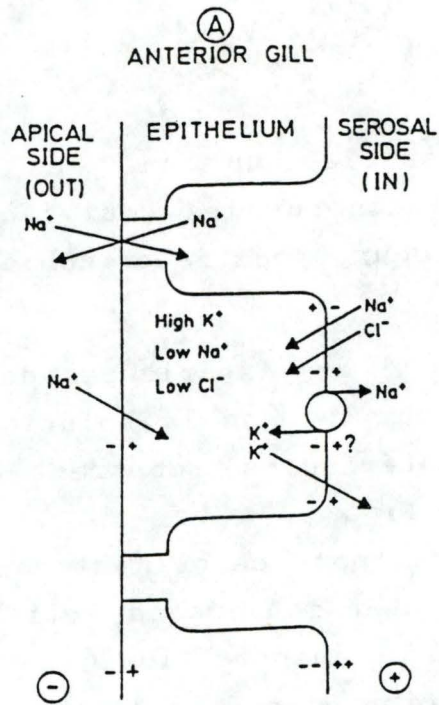 A
ANTERIOR GILL
APICAL SIDE (OUT)
EPITHELIUM
SEROSAL SIDE (IN)
Na⁺
Na⁺
High K⁺
Low Na⁺
Low Cl⁻
+ -
Na⁺
Cl⁻
- +
Na⁺
Na⁺
K⁺
K⁺
- +
- + ?
- +
-
- +
- - + +
+